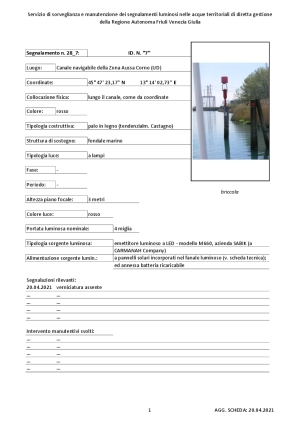 Servizio di sorveglianza e manutenzione dei segnalamenti luminosi nelle acque territoriali di diretta gestione
della Regione Autonoma Friuli Venezia Giulia
Segnalamento n. 28_7: ID. N. "7"
Luogo: Canale navigabile della Zona Aussa Corno (UD)
Coordinate: 45° 47' 23,17" N 13° 14' 02,73" E
Collocazione fisica: lungo il canale, come da coordinate
Colore: rosso
Tipologia costruttiva: palo in legno (tendenzialm. Castagno)
Struttura di sostegno: fondale marino
Tipologia luce: a lampi
Fase: -
Periodo: -
briccole
Altezza piano focale: 3 metri
Colore luce: rosso
Portata luminosa nominale: 4 miglia
Tipologia sorgente luminosa: emettitore luminoso a LED - modello M660, azienda SABIK (a
CARMANAH Company)
Alimentazione sorgente lumin.: a pannelli solari incorporati nel fanale luminoso (v. scheda tecnica);
ed annessa batteria ricaricabile
Segnalazioni rilevanti:
20.04.2021 verniciatura assente
... ...
... ...
... ...
... ...
Intervento manutentivi svolti:
... ...
... ...
... ...
... ...
... ...
1 AGG. SCHEDA: 20.04.2021